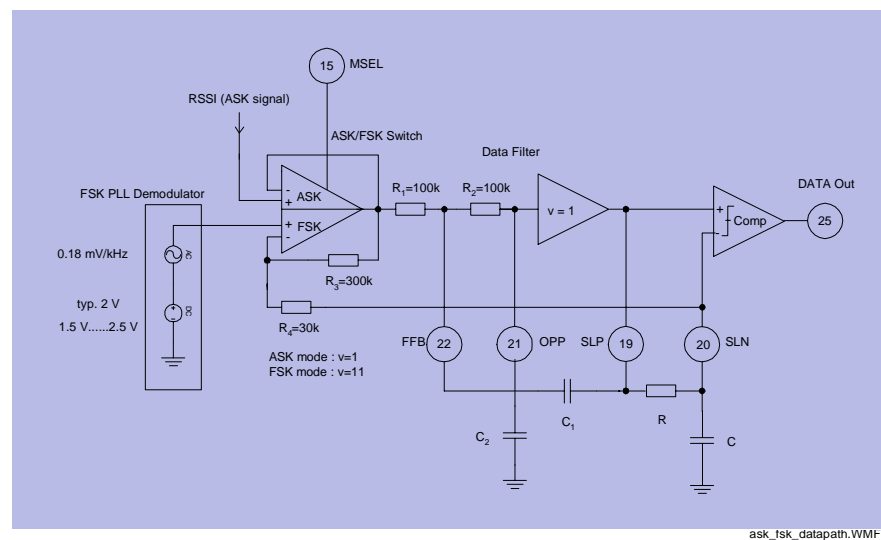 15 MSEL
RSSI (ASK signal)
ASK/FSK Switch
Data Filter
FSK PLL Demodulator
- ASK
+
+ FSK
-
R1=100k
R2=100k
v = 1
DATA Out
+ Comp
-
25
0.18 mV/kHz
AC
R3=300k
typ. 2 V
1.5 V......2.5 V
+
-
DC
R4=30k
FFB 22
21 OPP
SLP 19
20 SLN
ASK mode : v=1
FSK mode : v=11
C1
R
C2
C
ask_fsk_datapath.WMF